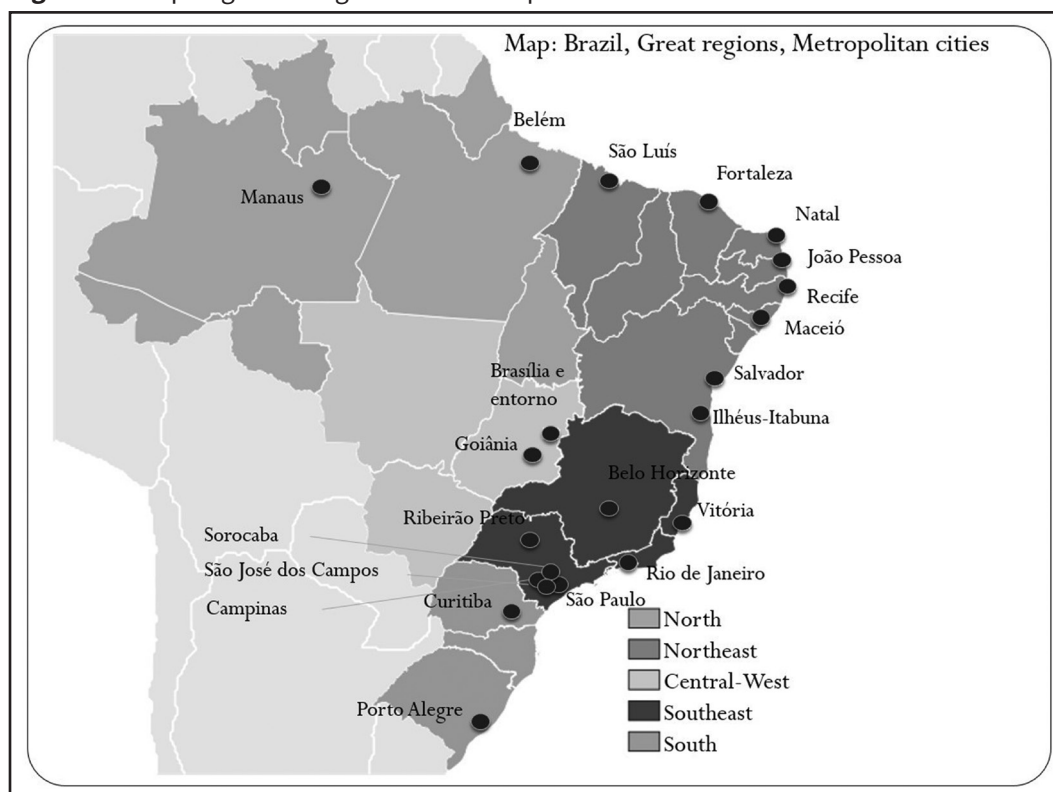 Map: Brazil, Great regions, Metropolitan cities
Belém
São Luís
Fortaleza
Manaus
Natal
João Pessoa
Recife
Maceió
Brasília e
entorno
Salvador
Ilhéus-Itabuna
Goiânia
Belo Horizonte
Ribeirão Preto
Vitória
Sorocaba
São José dos Campos
Rio de Janeiro
Campinas
Curitiba
São Paulo
North
Northeast
Central-West
Porto Alegre
Southeast
South